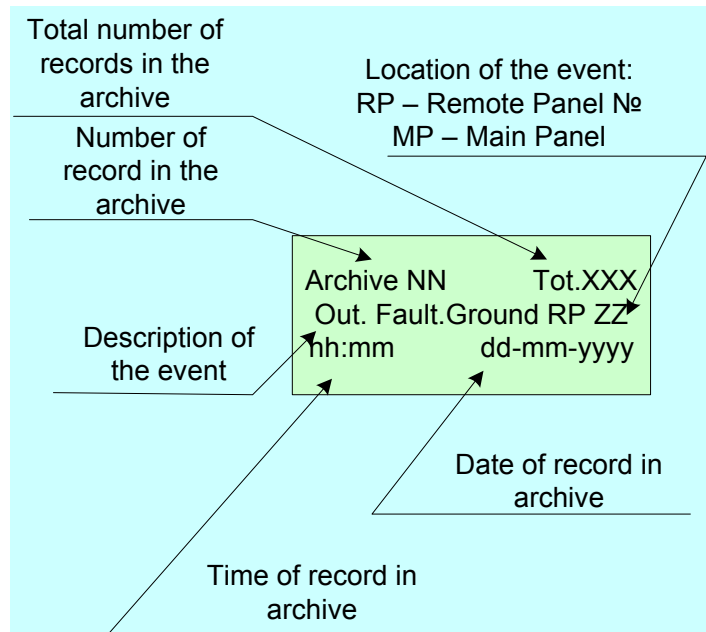 Total number of
records in the
archive
Location of the event:
RP – Remote Panel №
MP – Main Panel
Number of
record in the
archive
Archive NN Tot.XXX
Out. Fault.Ground RP ZZ
hh:mm dd-mm-yyyy
Description of
the event
Date of record in
archive
Time of record in
archive